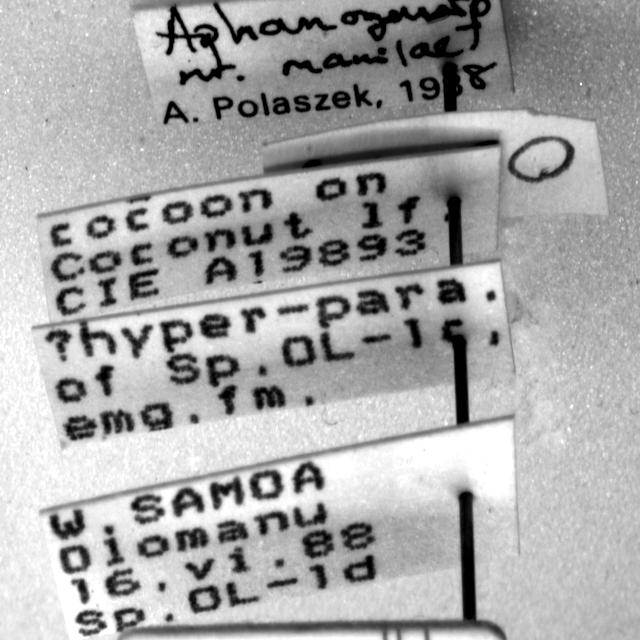 Aphanogmus sp
nr. manilae
A. Polaszek, 1988
cocoon on
Coconut lf.
CIE A19893
?hyper-para.
of Sp.OL-1c,
emg.fm.
W.SAMOA
Olomanu
16.vi.88
Sp.OL-1d